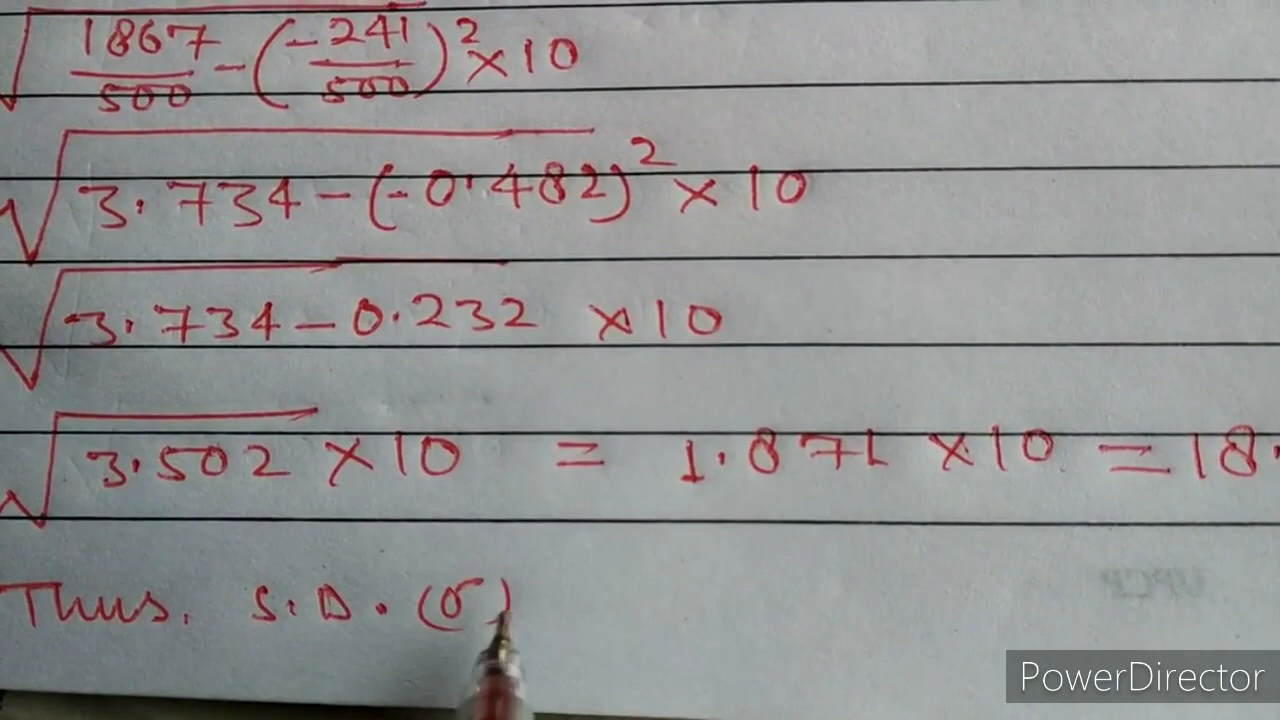 √1867/500 - (-241/500)² × 10
√3.734 - (-0.482)² × 10
√3.734 - 0.232 × 10
√3.502 × 10 = 1.871 × 10 = 18.
Thus. S.D. (σ)
PowerDirector